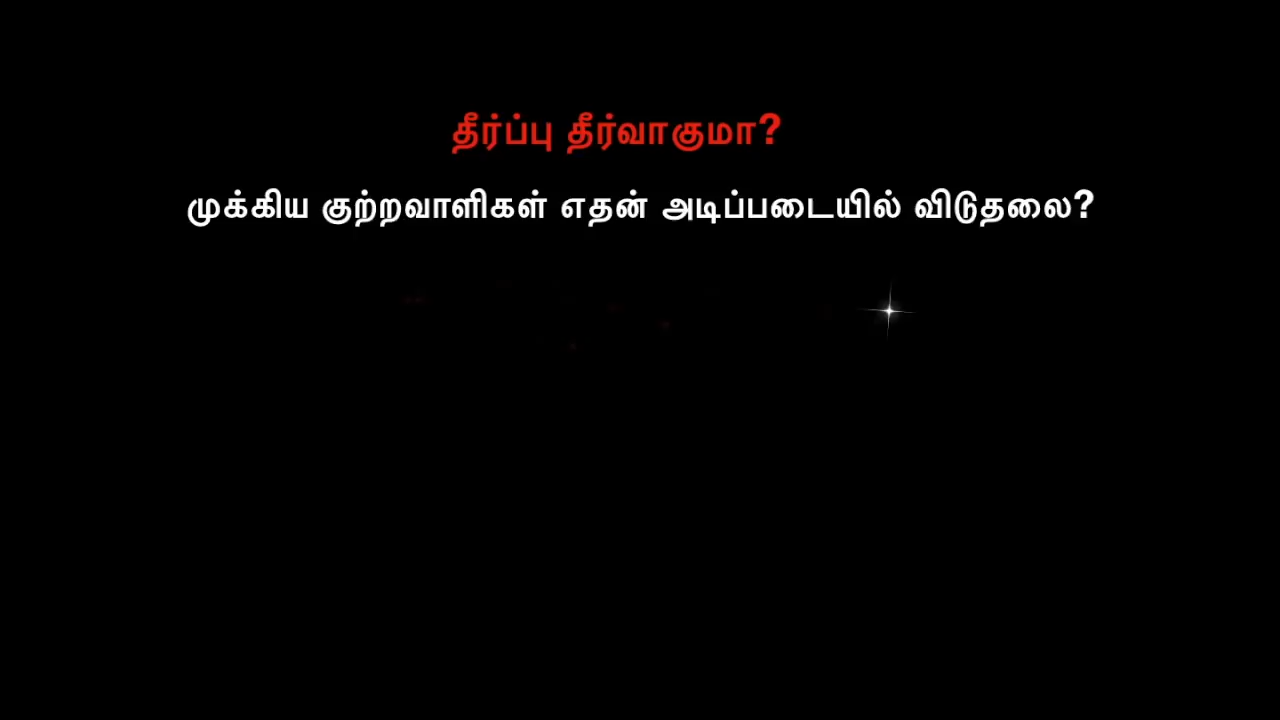 தீர்ப்பு தீர்வாகுமா?
முக்கிய குற்றவாளிகள் எதன் அடிப்படையில் விடுதலை?